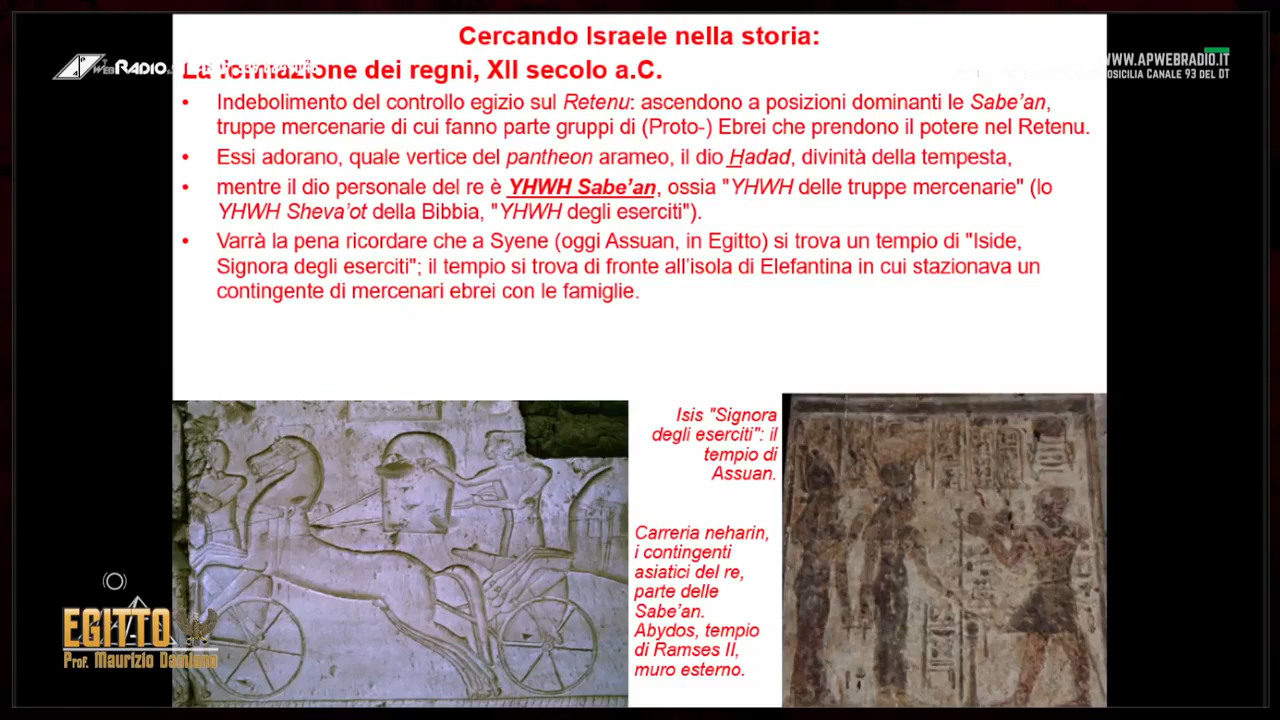 Cercando Israele nella storia:
La formazione dei regni, XII secolo a.C.
WEB RADIO
WWW.APWEBRADIO.IT
OSICILIA CANALE 93 DEL DT
• Indebolimento del controllo egizio sul Retenu: ascendono a posizioni dominanti le Sabe’an,
truppe mercenarie di cui fanno parte gruppi di (Proto-) Ebrei che prendono il potere nel Retenu.
• Essi adorano, quale vertice del pantheon arameo, il dio Hadad, divinità della tempesta,
• mentre il dio personale del re è YHWH Sabe’an, ossia "YHWH delle truppe mercenarie" (lo
YHWH Sheva’ot della Bibbia, "YHWH degli eserciti").
• Varrà la pena ricordare che a Syene (oggi Assuan, in Egitto) si trova un tempio di "Iside,
Signora degli eserciti"; il tempio si trova di fronte all’isola di Elefantina in cui stazionava un
contingente di mercenari ebrei con le famiglie.
Isis "Signora
degli eserciti": il
tempio di
Assuan.
Carreria neharin,
i contingenti
asiatici del re,
parte delle
Sabe’an.
Abydos, tempio
di Ramses II,
muro esterno.
EGITTO
Prof. Maurizio Damiano